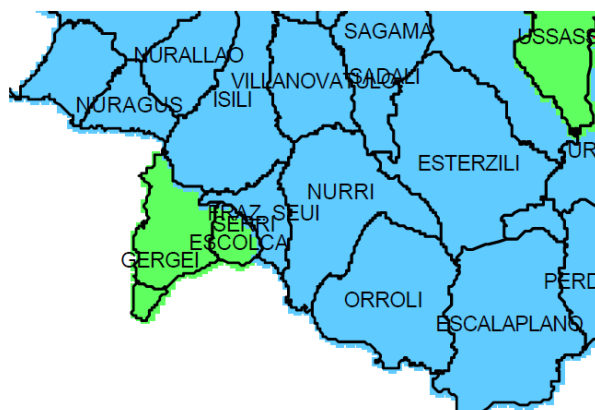 SAGAMA
USSASS
NURALLAO
SADALI
VILLANOVATULO
ISILI
NURAGUS
UR
ESTERZILI
NURRI
FRAZ. SEUI
SERRI
ESCOLCA
GERGEI
PERD
ORROLI
ESCALAPLANO